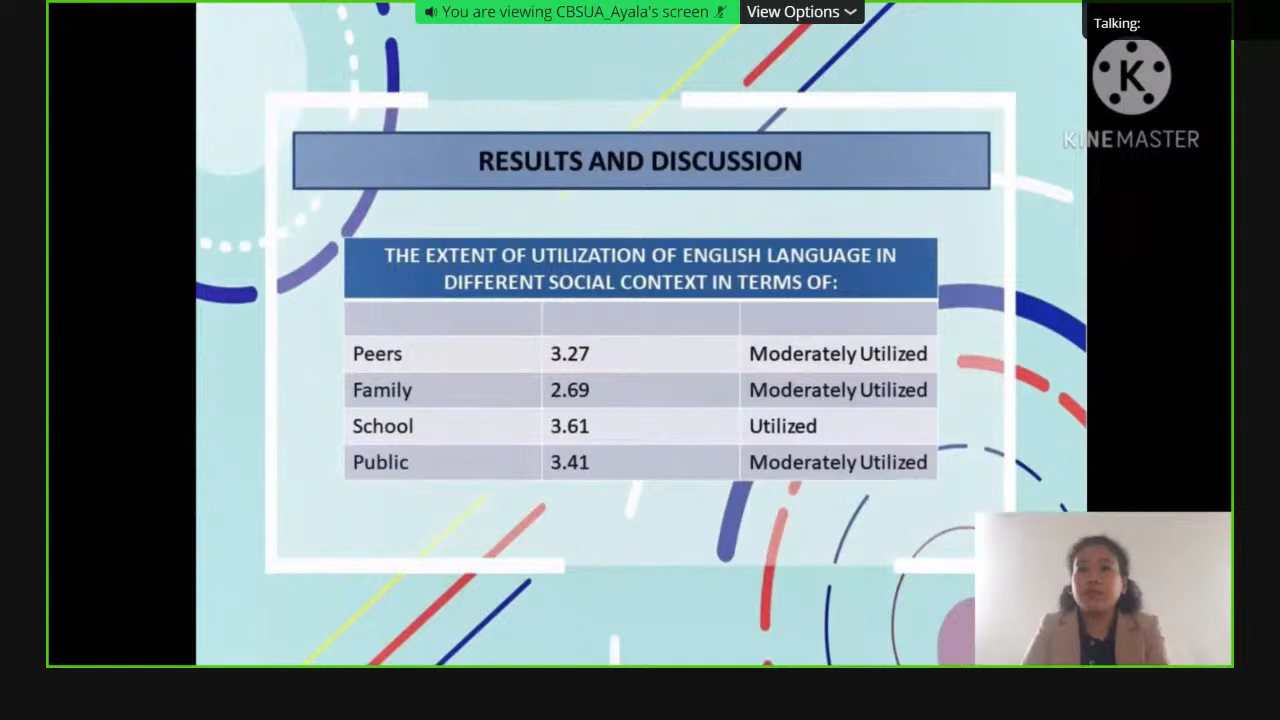 You are viewing CBSUA_Ayala's screen
View Options
Talking:
K
KINEMASTER
RESULTS AND DISCUSSION
THE EXTENT OF UTILIZATION OF ENGLISH LANGUAGE IN
DIFFERENT SOCIAL CONTEXT IN TERMS OF:
Peers 3.27 Moderately Utilized
Family 2.69 Moderately Utilized
School 3.61 Utilized
Public 3.41 Moderately Utilized